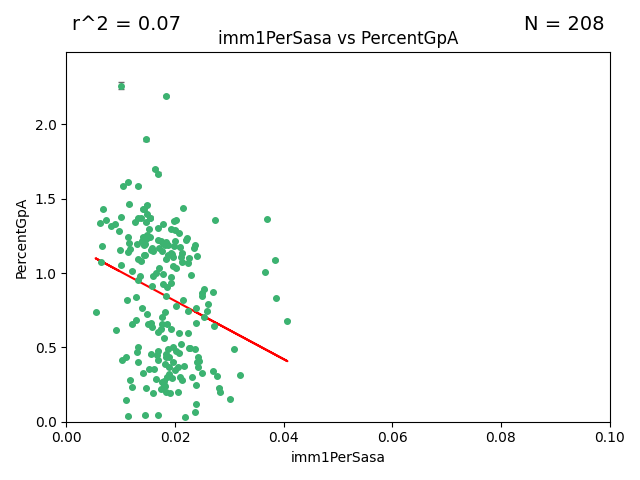 r^2 = 0.07
N = 208
imm1PerSasa vs PercentGpA
PercentGpA
2.0
1.5
1.0
0.5
0.0
0.00
0.02
0.04
0.06
0.08
0.10
imm1PerSasa